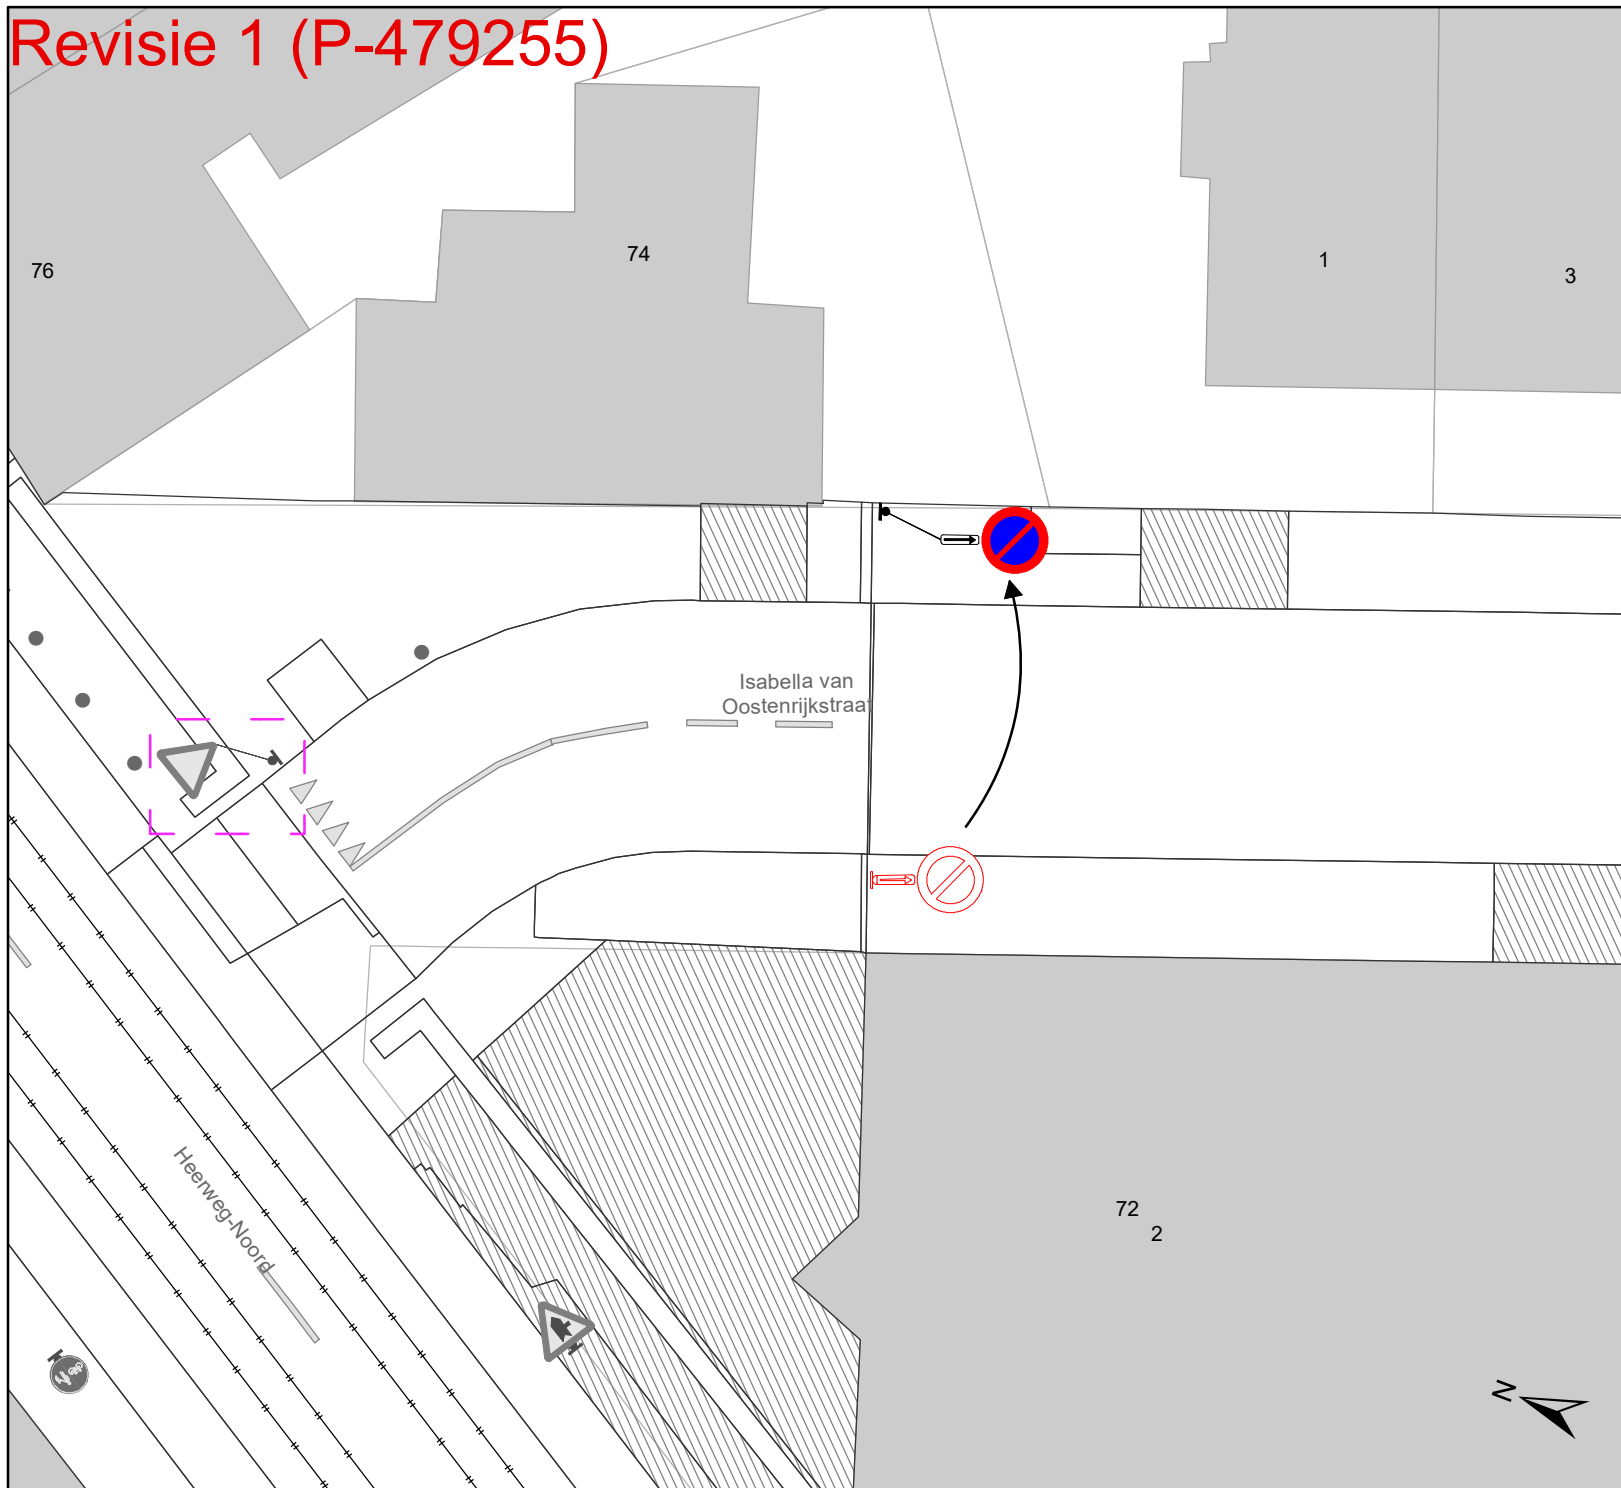 Revisie 1 (P-479255)
76
74
1
3
Isabella van
Oostenrijkstraat
Heerweg-Noord
72
2
N